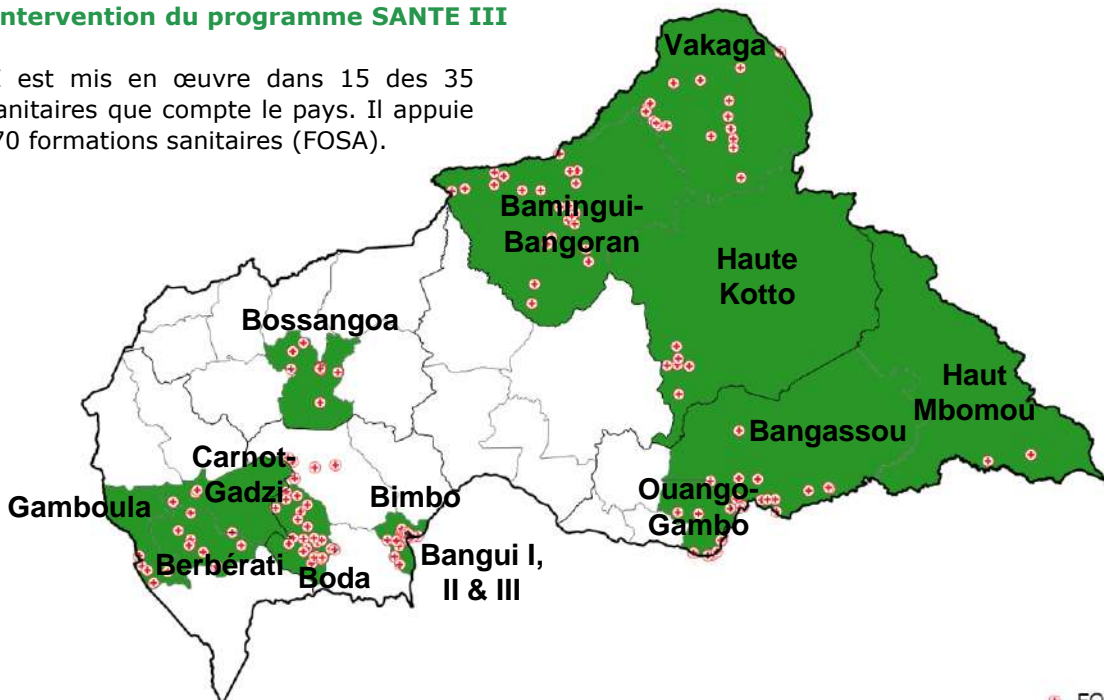 ntervention du programme SANTE III
est mis en œuvre dans 15 des 35
anitaires que compte le pays. Il appuie
70 formations sanitaires (FOSA).
Vakaga
Bamingui-
Bangoran
Haute
Kotto
Bossangoa
Haut
Mbomou
Bangassou
Carnot-
Gadzi
Gamboula
Bimbo
Ouango-
Gambo
Berbérati
Boda
Bangui I,
II & III